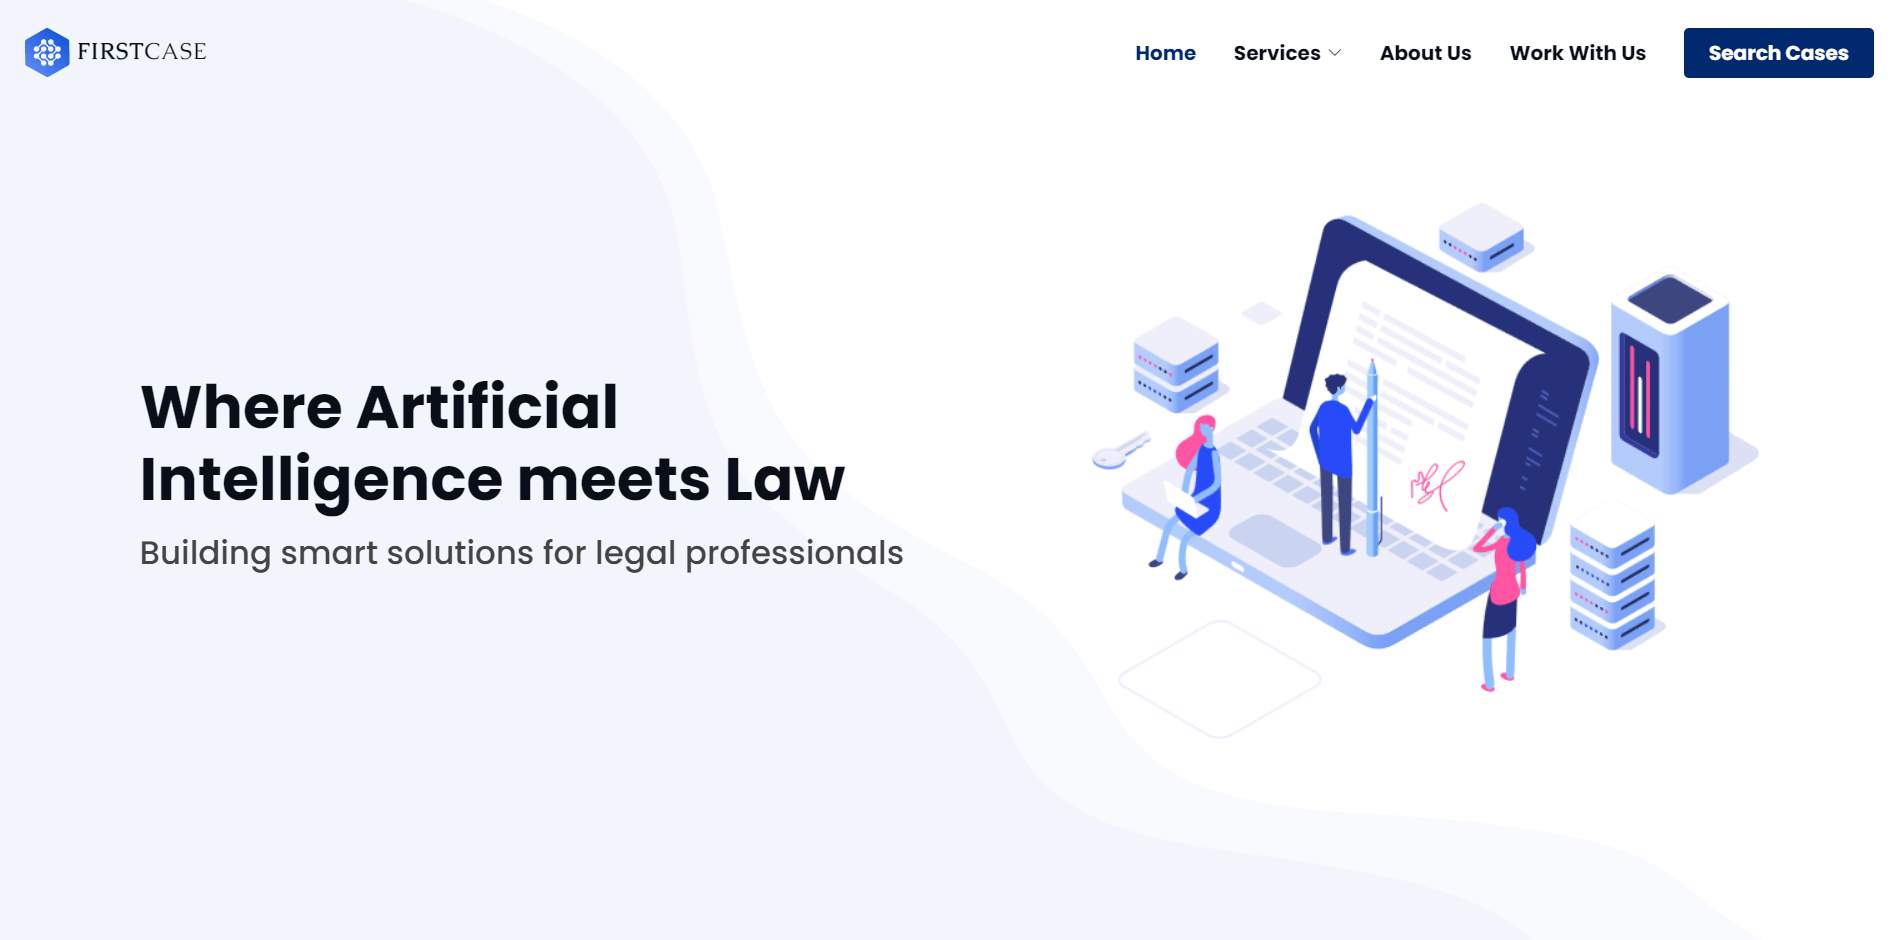 FIRSTCASE
Home Services About Us Work With Us Search Cases
Where Artificial
Intelligence meets Law
Building smart solutions for legal professionals